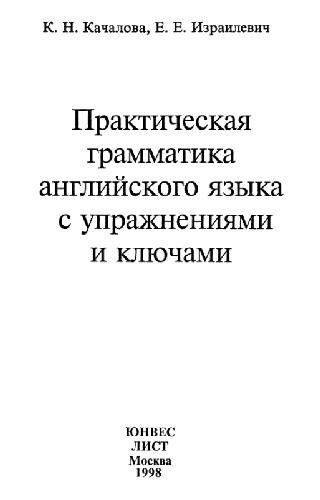 К. Н. Качалова, Е. Е. Израилевич
Практическая
грамматика
английского языка
с упражнениями
и ключами
ЮНВЕС
ЛИСТ
Москва
1998